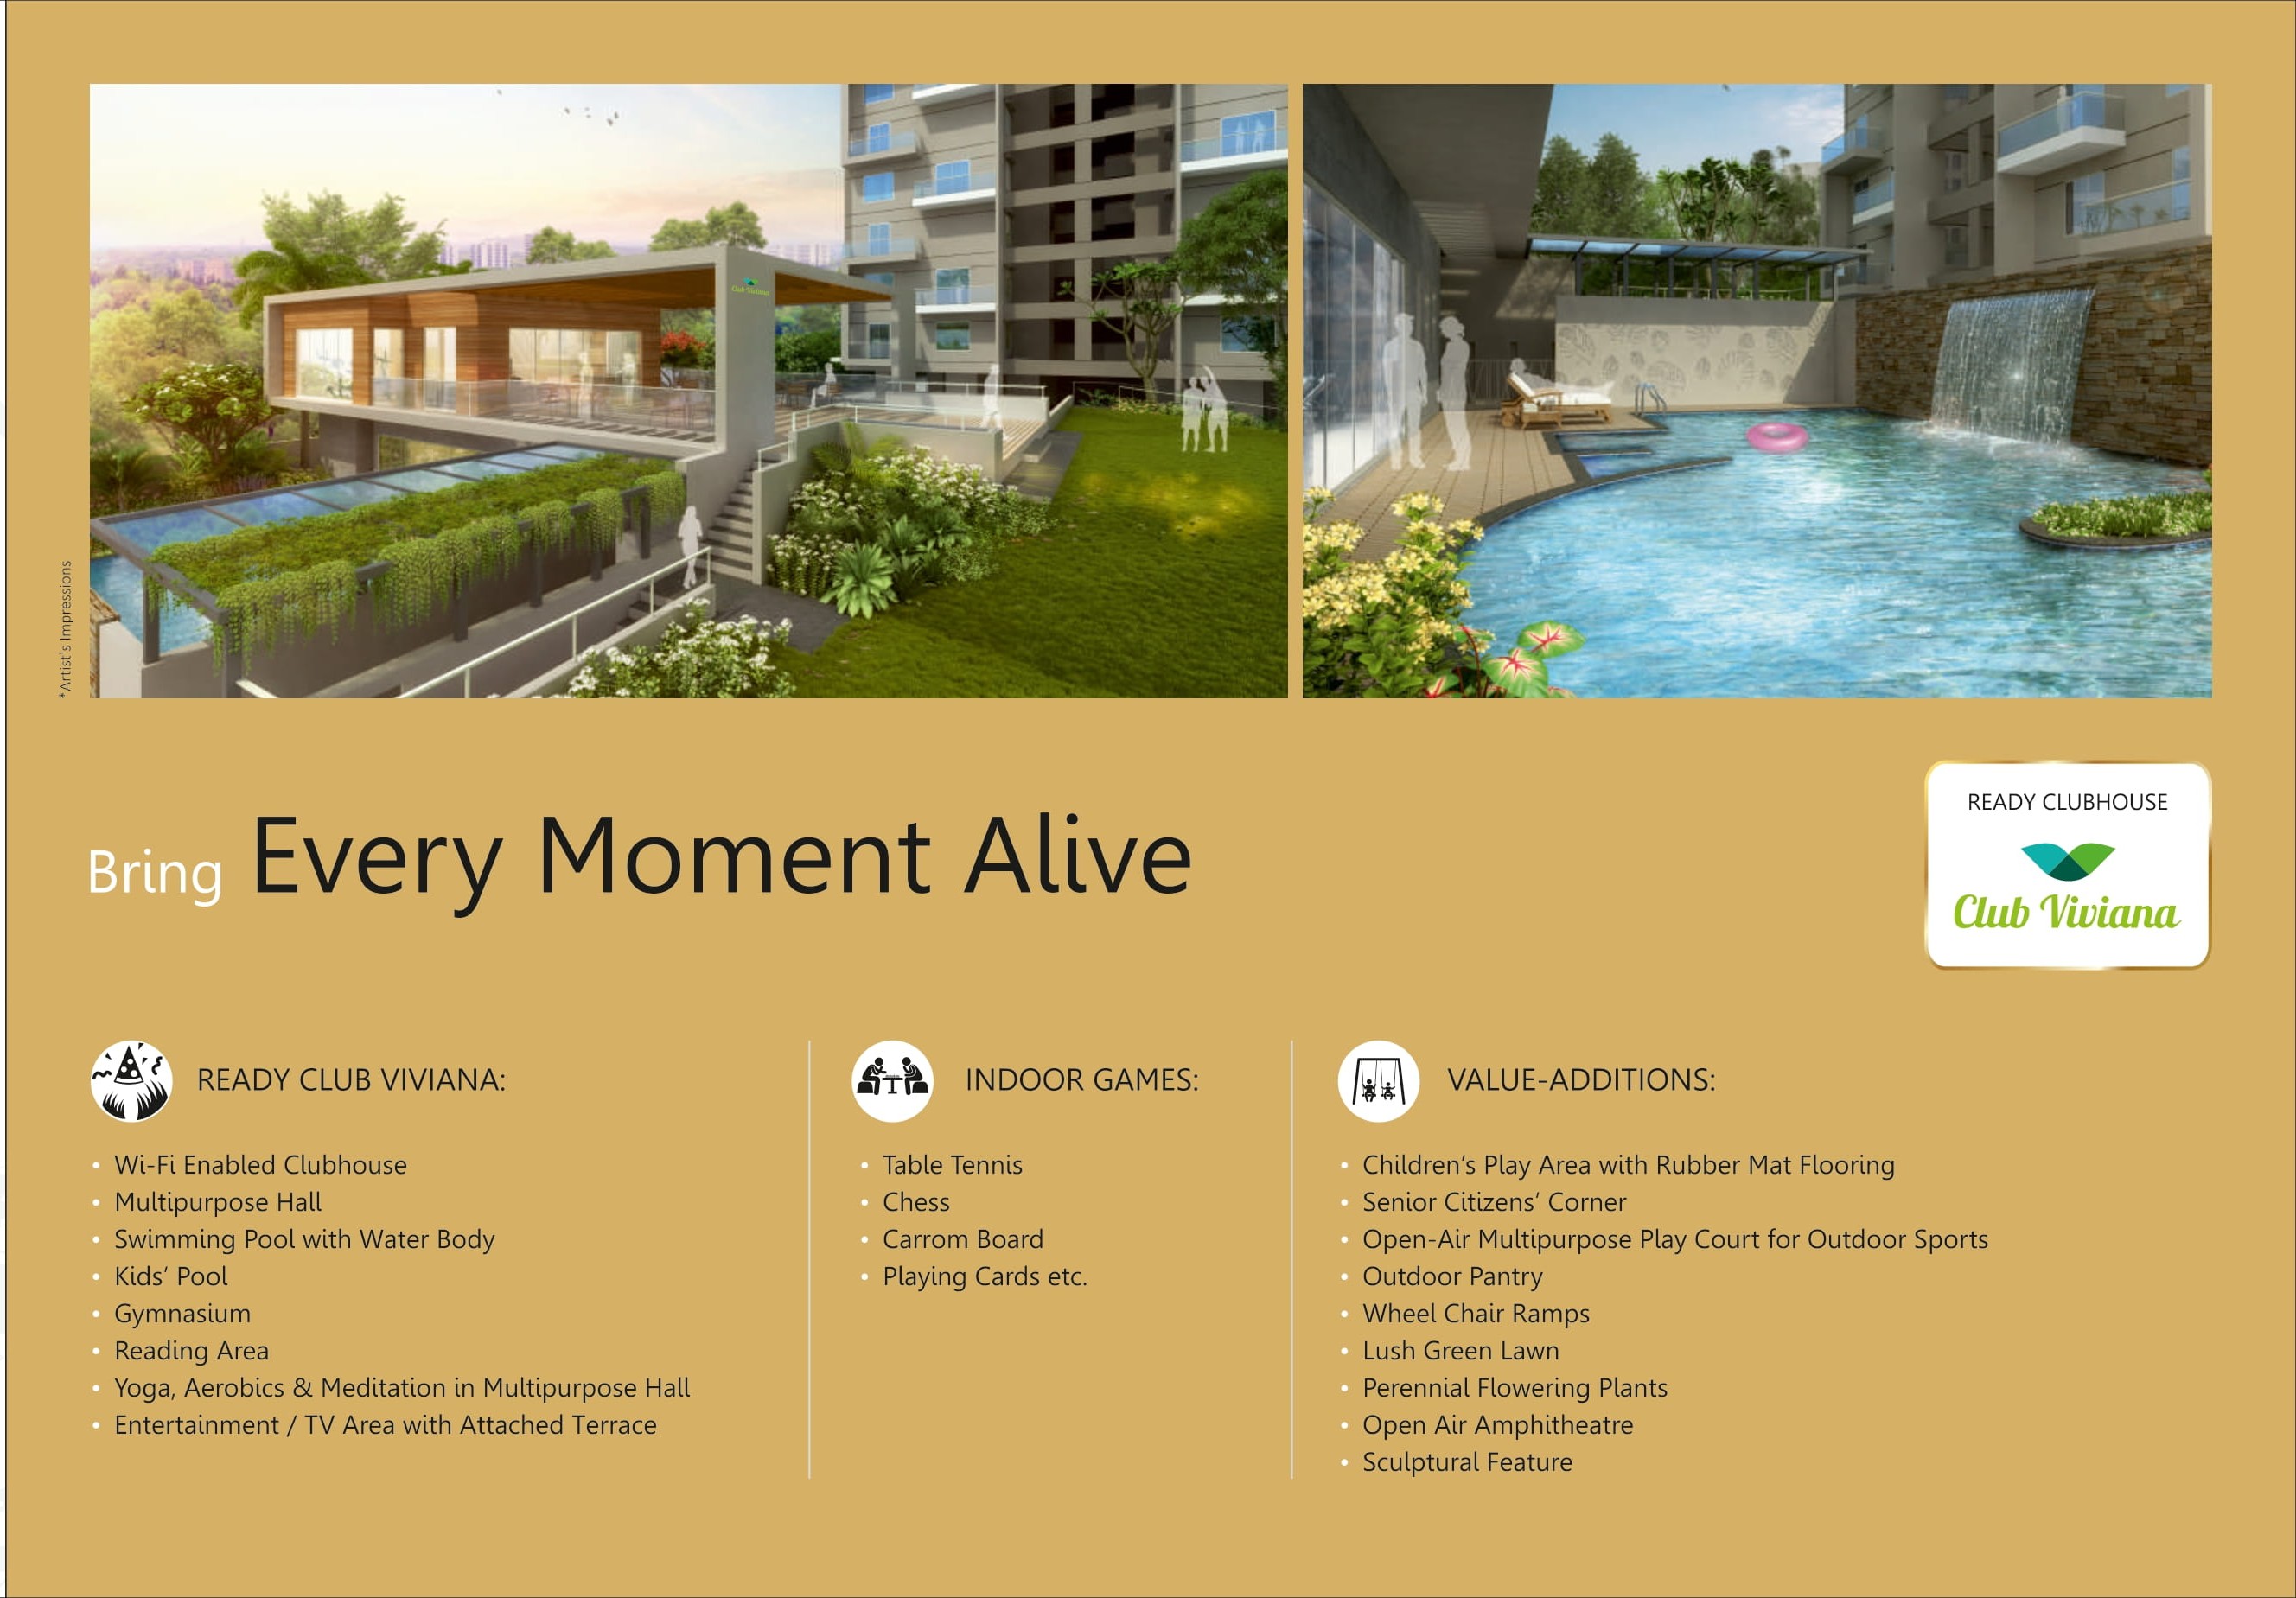 Club Viviana
*Artist's Impressions
Bring Every Moment Alive
READY CLUBHOUSE
Club Viviana
READY CLUB VIVIANA:
• Wi-Fi Enabled Clubhouse
• Multipurpose Hall
• Swimming Pool with Water Body
• Kids’ Pool
• Gymnasium
• Reading Area
• Yoga, Aerobics & Meditation in Multipurpose Hall
• Entertainment / TV Area with Attached Terrace
INDOOR GAMES:
• Table Tennis
• Chess
• Carrom Board
• Playing Cards etc.
VALUE-ADDITIONS:
• Children’s Play Area with Rubber Mat Flooring
• Senior Citizens’ Corner
• Open-Air Multipurpose Play Court for Outdoor Sports
• Outdoor Pantry
• Wheel Chair Ramps
• Lush Green Lawn
• Perennial Flowering Plants
• Open Air Amphitheatre
• Sculptural Feature